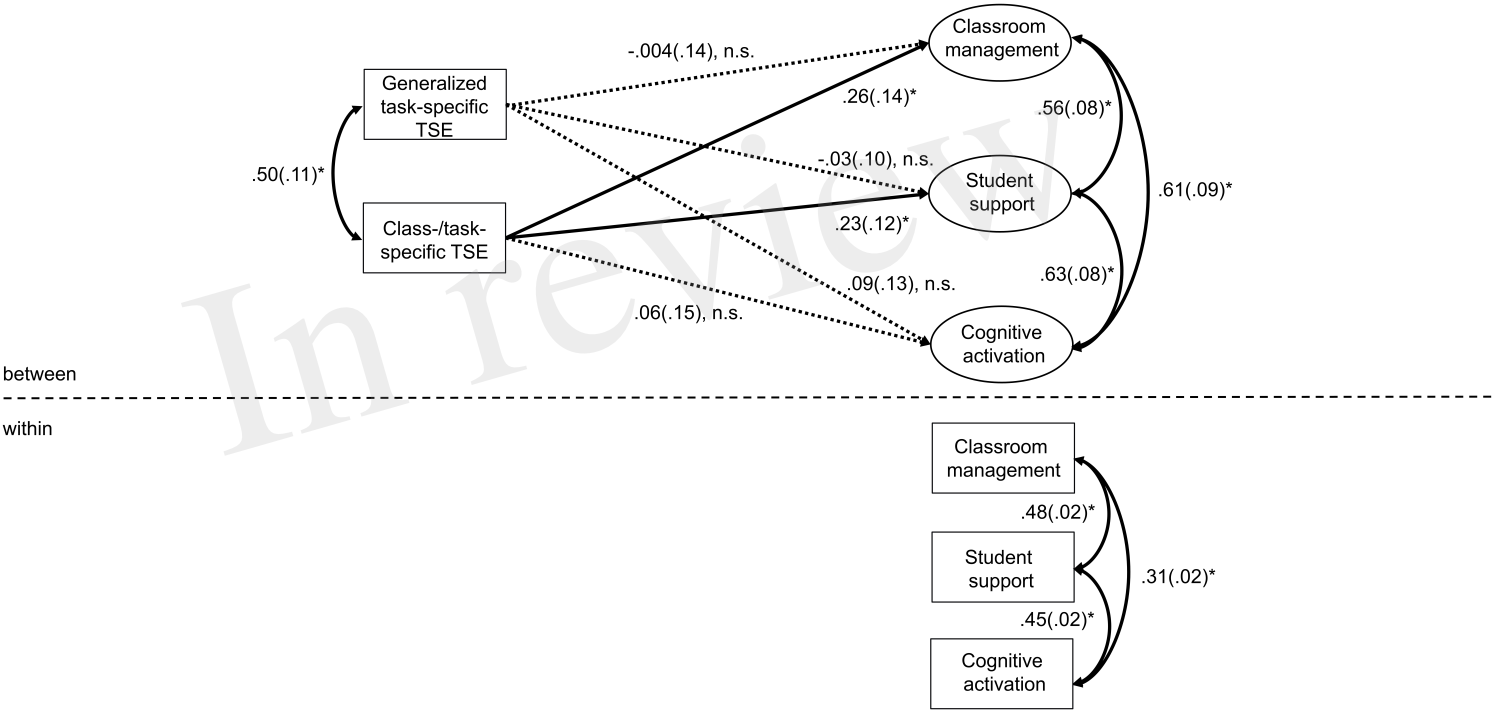 Classroom
management
-.004(.14), n.s.
Generalized
task-specific
TSE
.26(.14)*
.56(.08)*
-.03(.10), n.s.
.50(.11)*
Student
support
.61(.09)*
Class-/task-
specific TSE
.23(.12)*
.63(.08)*
.09(.13), n.s.
.06(.15), n.s.
Cognitive
activation
In review
between
within
Classroom
management
.48(.02)*
Student
support
.31(.02)*
.45(.02)*
Cognitive
activation